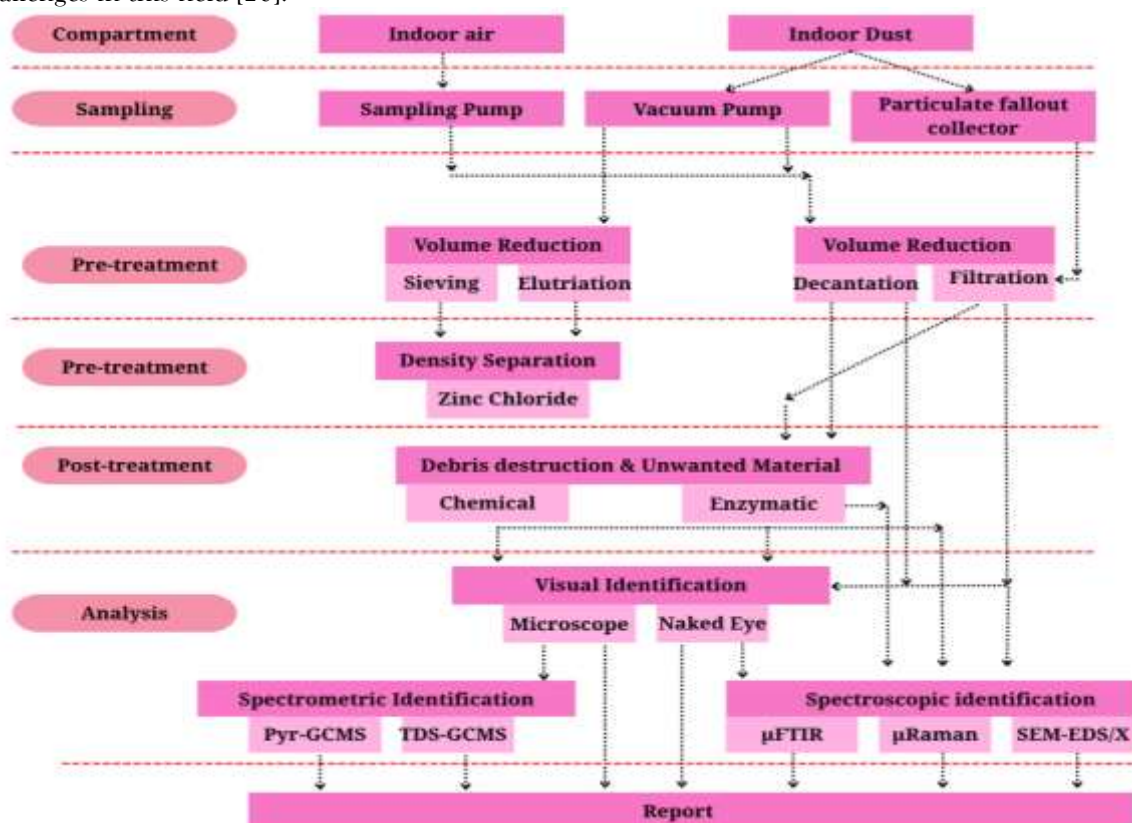 Compartment
Indoor air
Indoor Dust
Sampling
Sampling Pump
Vacuum Pump
Particulate fallout
collector
Pre-treatment
Volume Reduction
Sieving
Elutriation
Volume Reduction
Decantation
Filtration
Pre-treatment
Density Separation
Zinc Chloride
Post-treatment
Debris destruction & Unwanted Material
Chemical
Enzymatic
Analysis
Visual Identification
Microscope
Naked Eye
Spectrometric Identification
Pyr-GCMS
TDS-GCMS
Spectroscopic identification
µFTIR
µRaman
SEM-EDS/X
Report